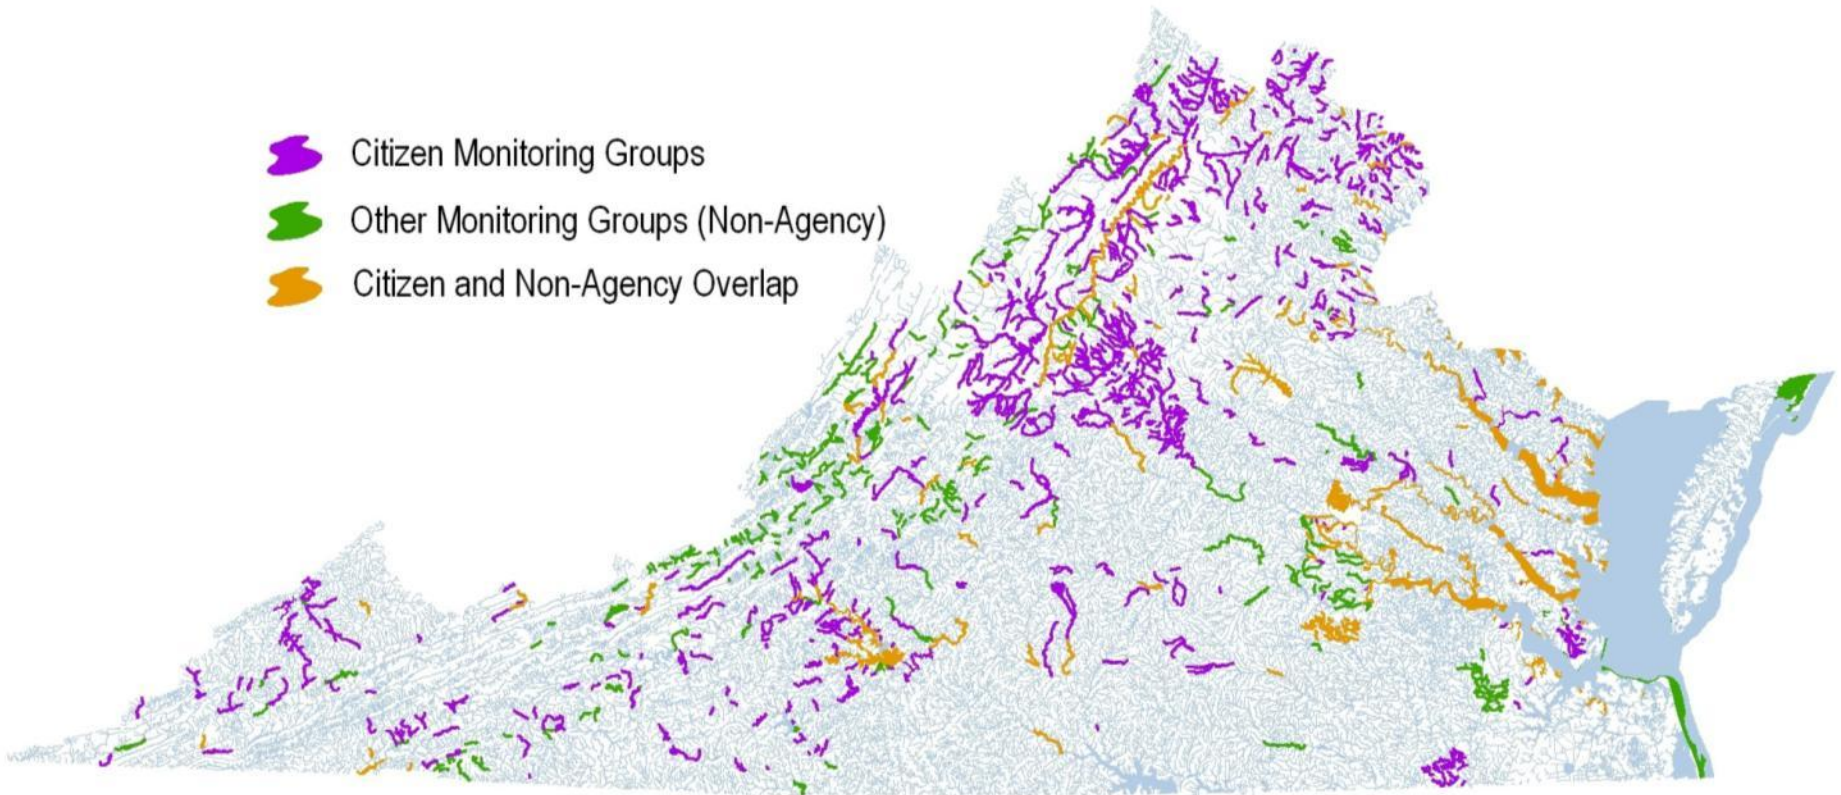 Citizen Monitoring Groups
Other Monitoring Groups (Non-Agency)
Citizen and Non-Agency Overlap